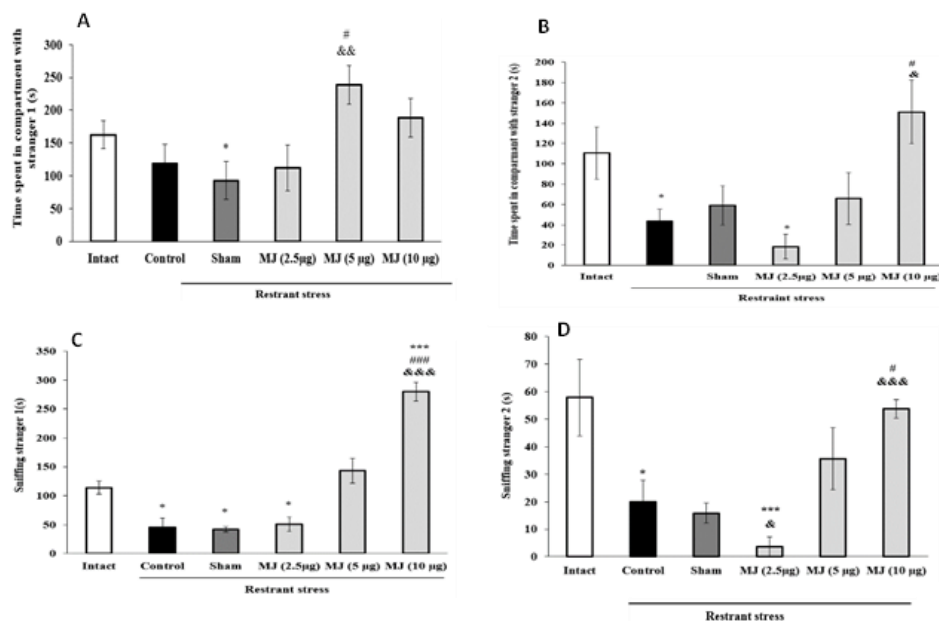 A
Time spent in compartment with
stranger 1 (s)
300
250
200
150
100
50
0
*
#
&&
Intact
Control
Sham
MJ (2.5µg)
MJ (5 µg)
MJ (10 µg)
Restrant stress
B
Time spent in compartmant with stranger 2 (s)
200
180
160
140
120
100
80
60
40
20
0
*
*
#
&
Intact
Sham
MJ (2.5µg)
MJ (5 µg)
MJ (10 µg)
Restraint stress
C
Sniffing stranger 1(s)
350
300
250
200
150
100
50
0
*
*
*
***
###
&&&
Intact
Control
Sham
MJ (2.5µg)
MJ (5 µg)
MJ (10 µg)
Restrant stress
D
Sniffing stranger 2 (s)
70
60
50
40
30
20
10
0
*
***
&
#
&&&
Intact
Control
Sham
MJ (2.5µg)
MJ (5 µg)
MJ (10 µg)
Restrant stress